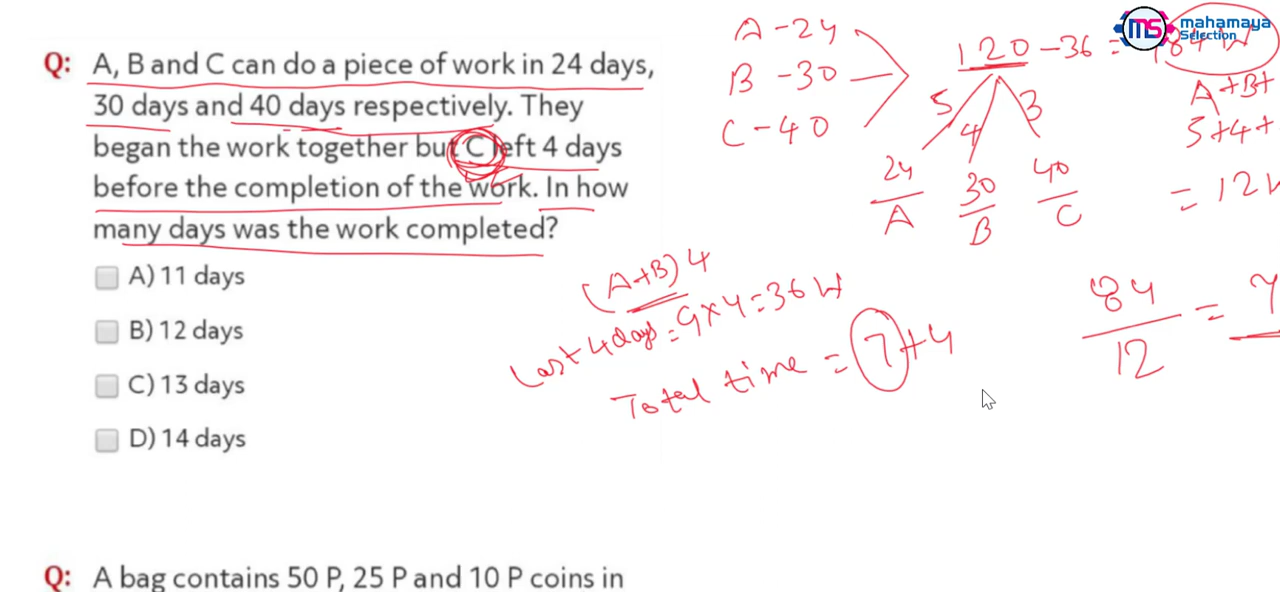 Q: A, B and C can do a piece of work in 24 days,
30 days and 40 days respectively. They
began the work together but C left 4 days
before the completion of the work. In how
many days was the work completed?
A) 11 days
B) 12 days
C) 13 days
D) 14 days
Q: A bag contains 50 P, 25 P and 10 P coins in
A - 24
B - 30
C - 40
120 - 36 = 84 W
5 4 3
24/A 30/B 40/C
MS mahamaya
Selection
A+B+
5+4+
= 12
(A+B) 4
Last 4 days = 9 x 4 = 36 W
Total time = 7 + 4
84/12 = 7